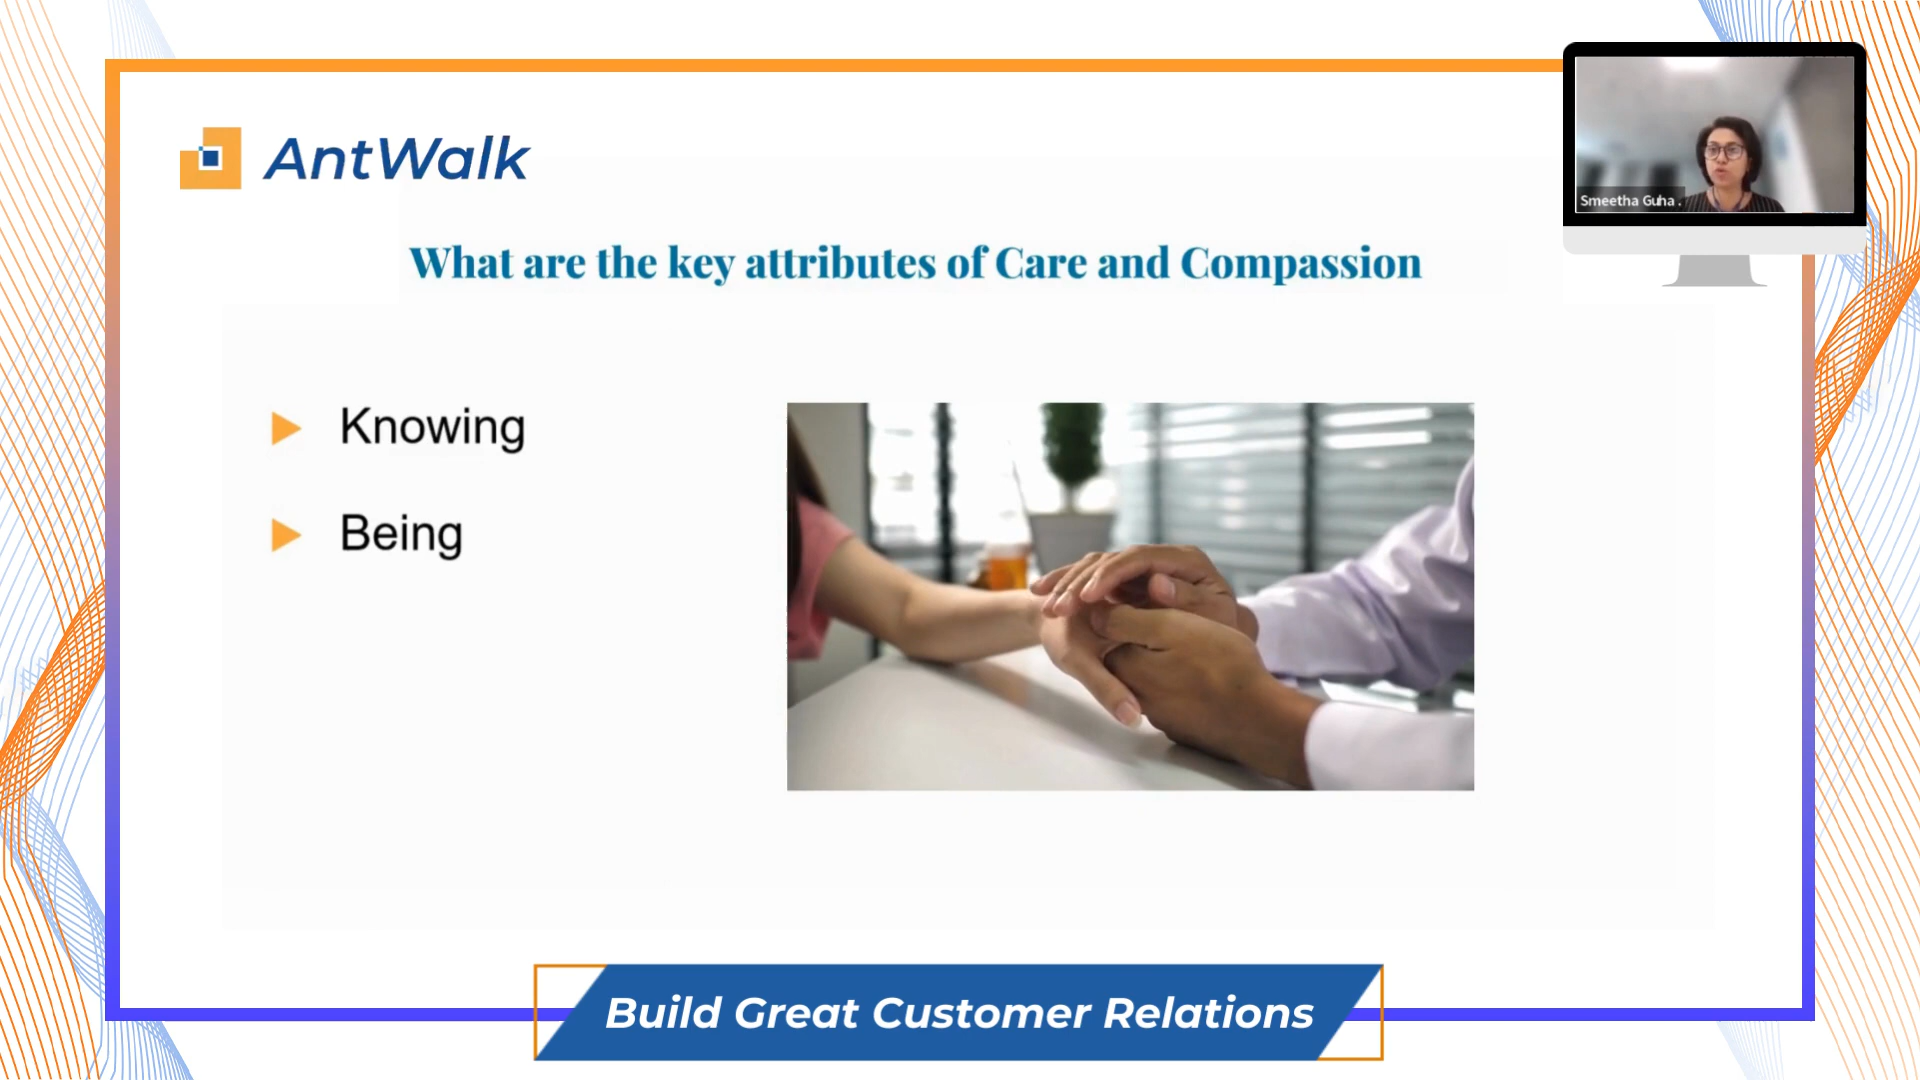 AntWalk
Smeetha Guha .
What are the key attributes of Care and Compassion
Knowing
Being
Build Great Customer Relations